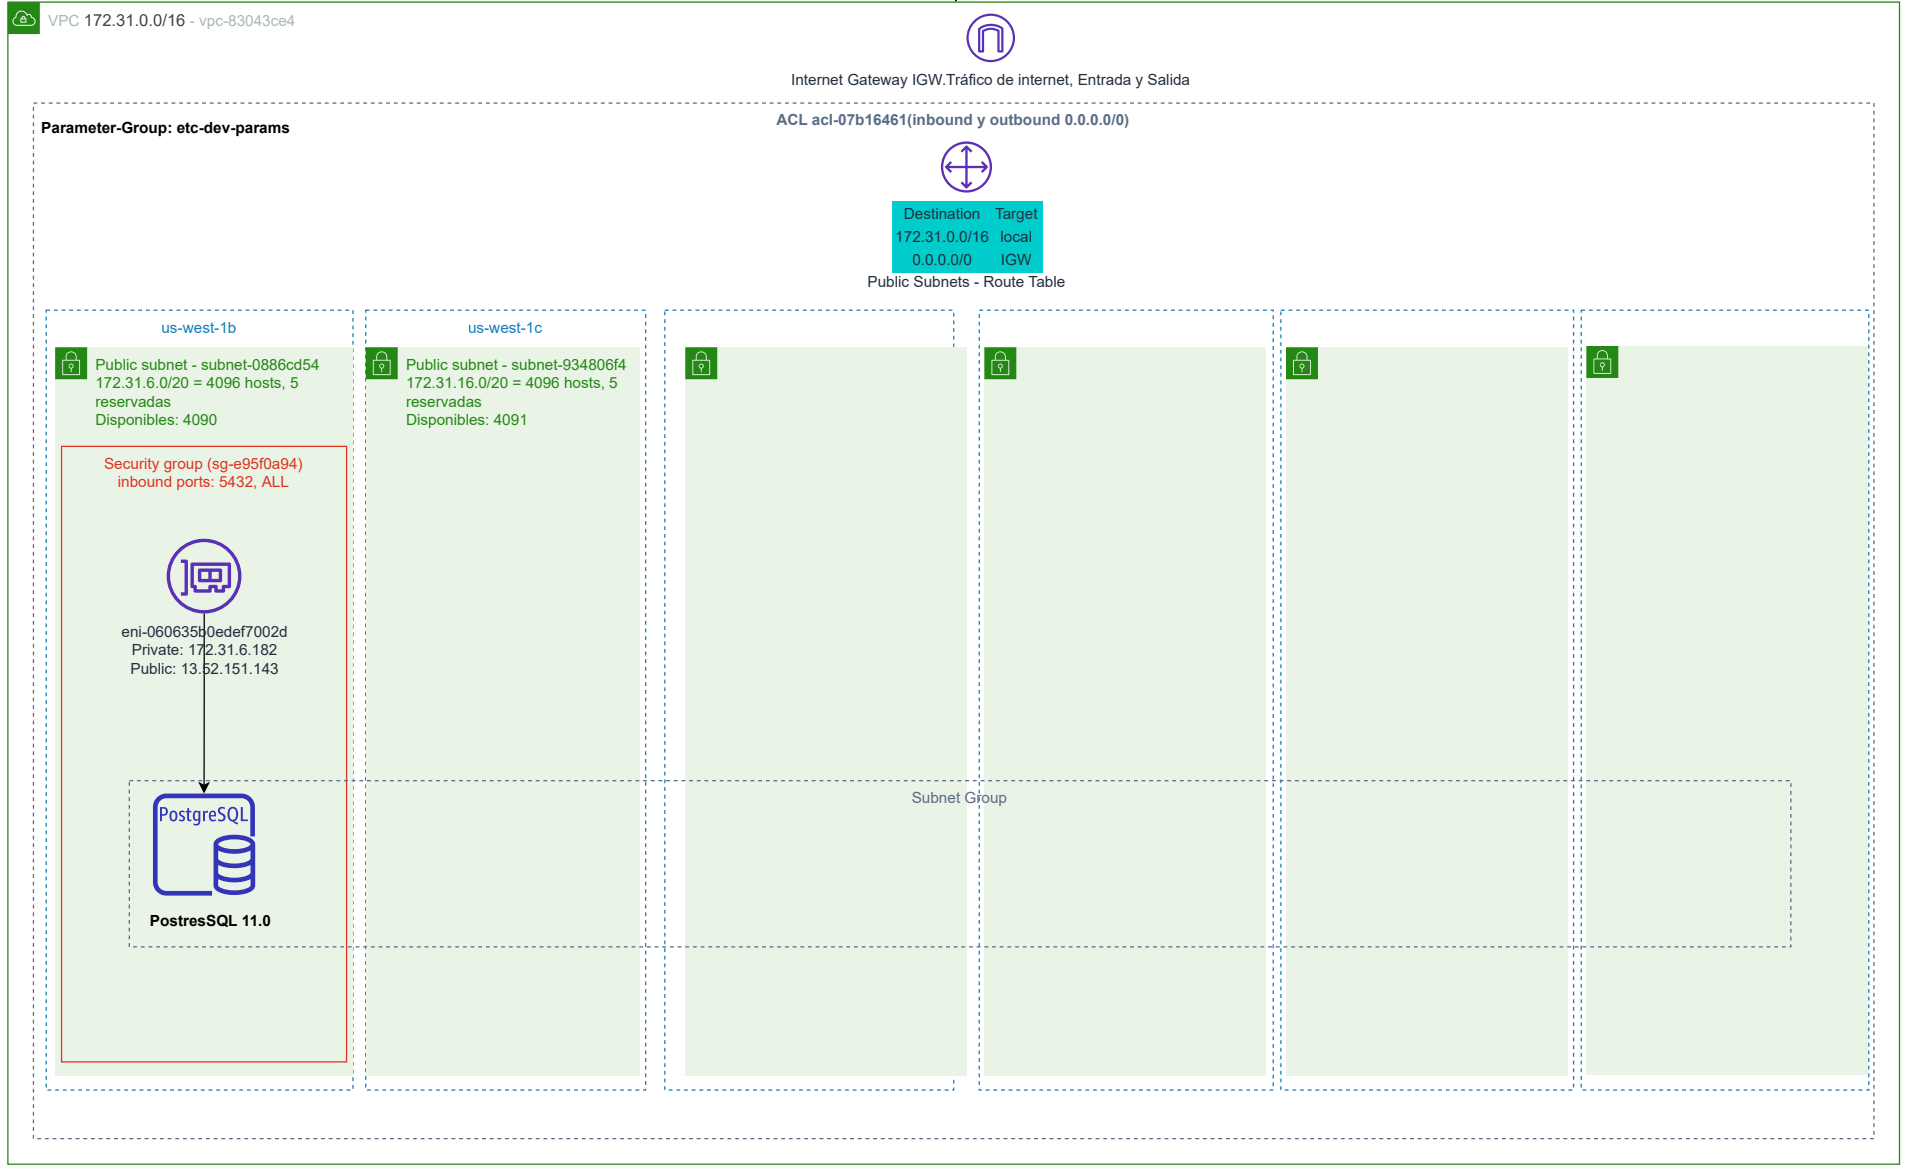 VPC 172.31.0.0/16 - vpc-83043ce4
Internet Gateway IGW.Tráfico de internet, Entrada y Salida
Parameter-Group: etc-dev-params
ACL acl-07b16461(inbound y outbound 0.0.0.0/0)
Destination Target
172.31.0.0/16 local
0.0.0.0/0 IGW
Public Subnets - Route Table
us-west-1b
Public subnet - subnet-0886cd54
172.31.6.0/20 = 4096 hosts, 5
reservadas
Disponibles: 4090
Security group (sg-e95f0a94)
inbound ports: 5432, ALL
eni-060635b0edef7002d
Private: 172.31.6.182
Public: 13.52.151.143
PostgreSQL
PostresSQL 11.0
us-west-1c
Public subnet - subnet-934806f4
172.31.16.0/20 = 4096 hosts, 5
reservadas
Disponibles: 4091
Subnet Group